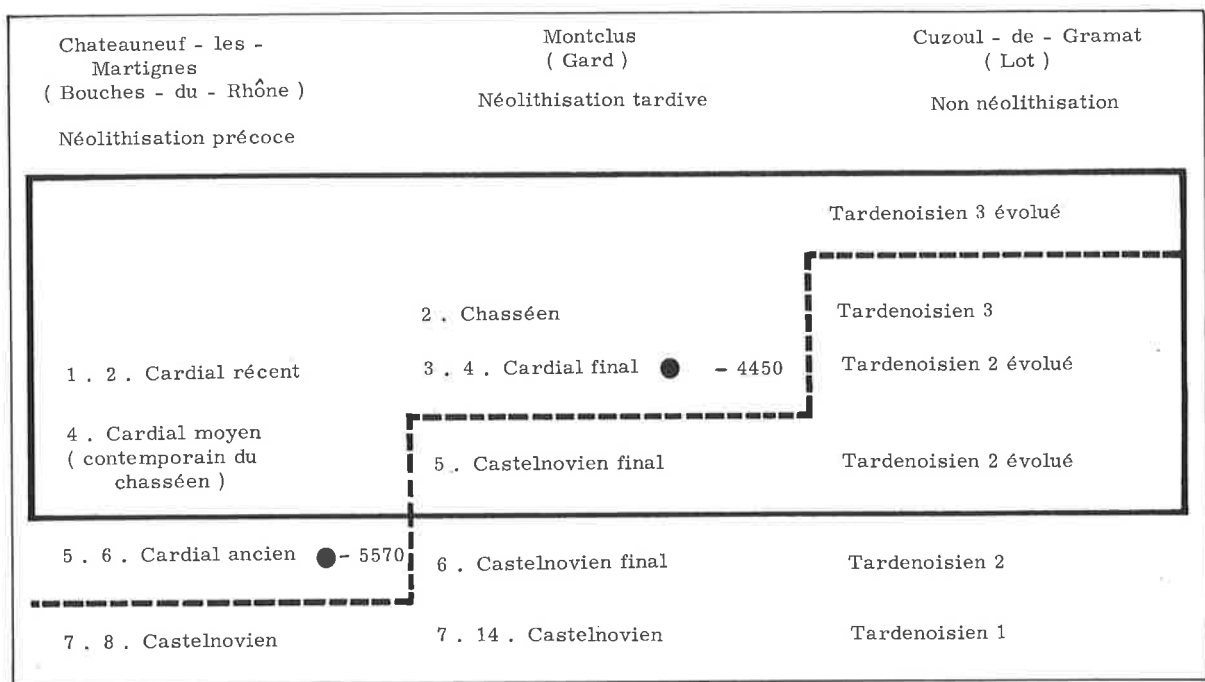 Chateauneuf - les -
Martignes
( Bouches - du - Rhône )
Néolithisation précoce
Montclus
( Gard )
Néolithisation tardive
Cuzoul - de - Gramat
( Lot )
Non néolithisation
Tardenoisien 3 évolué
2 . Chasséen
Tardenoisien 3
1 . 2 . Cardial récent
3 . 4 . Cardial final ● - 4450
Tardenoisien 2 évolué
4 . Cardial moyen
( contemporain du
chasséen )
5 . Castelnovien final
Tardenoisien 2 évolué
5 . 6 . Cardial ancien ● - 5570
6 . Castelnovien final
Tardenoisien 2
7 . 8 . Castelnovien
7 . 14 . Castelnovien
Tardenoisien 1